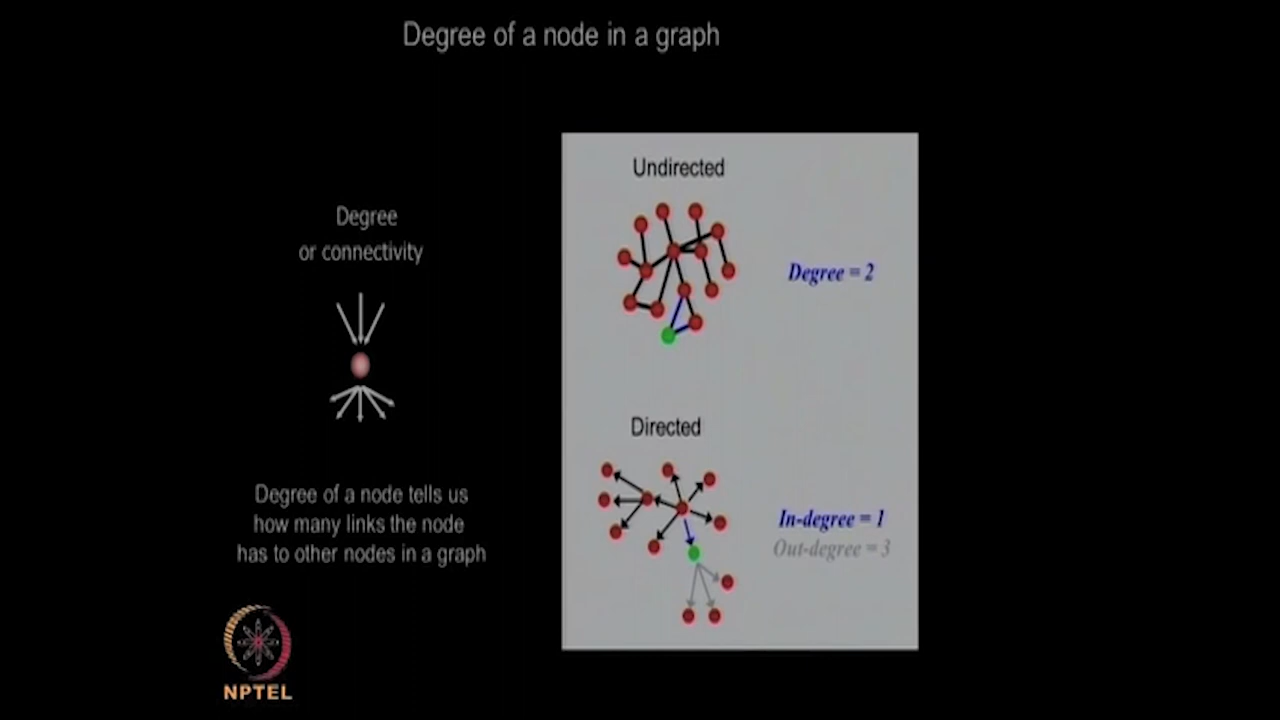 Degree of a node in a graph
Degree
or connectivity
Degree of a node tells us
how many links the node
has to other nodes in a graph
Undirected
Degree = 2
Directed
In-degree = 1
Out-degree = 3
NPTEL